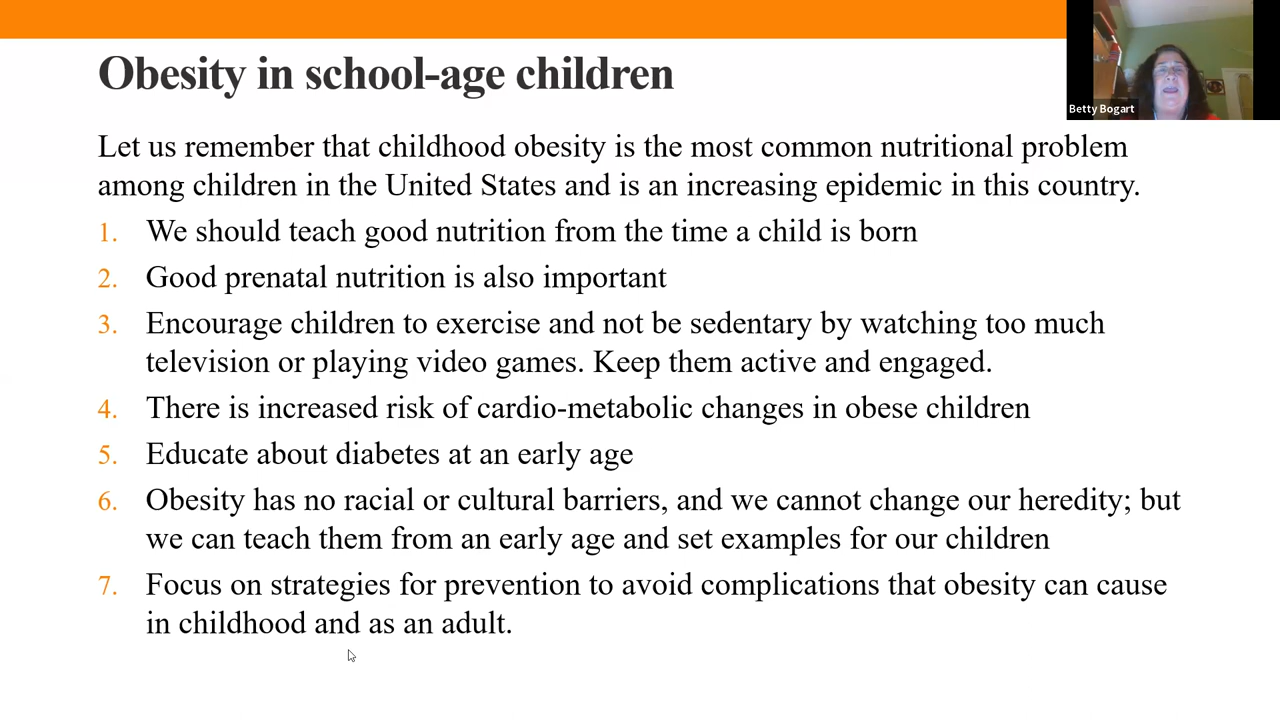 Obesity in school-age children
Betty Bogart
Let us remember that childhood obesity is the most common nutritional problem
among children in the United States and is an increasing epidemic in this country.
1. We should teach good nutrition from the time a child is born
2. Good prenatal nutrition is also important
3. Encourage children to exercise and not be sedentary by watching too much
television or playing video games. Keep them active and engaged.
4. There is increased risk of cardio-metabolic changes in obese children
5. Educate about diabetes at an early age
6. Obesity has no racial or cultural barriers, and we cannot change our heredity; but
we can teach them from an early age and set examples for our children
7. Focus on strategies for prevention to avoid complications that obesity can cause
in childhood and as an adult.